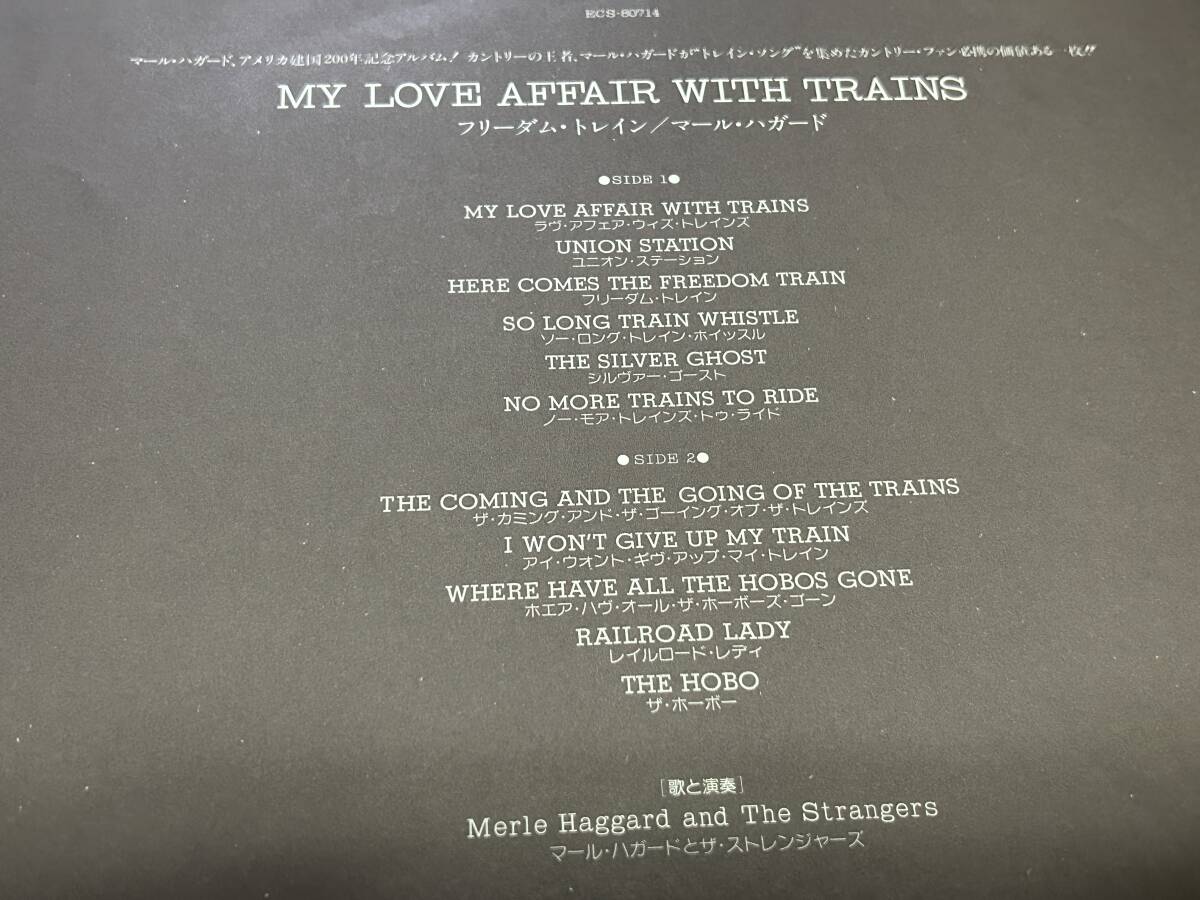 ECS-80714
マール・ハガード、アメリカ建国200年記念アルバム! カントリーの王者、マール・ハガードが"トレイン・ソング"を集めたカントリー・ファン必携の価値ある一枚!!
MY LOVE AFFAIR WITH TRAINS
フリーダム・トレイン/マール・ハガード
●SIDE 1●
MY LOVE AFFAIR WITH TRAINS
ラヴ・アフェア・ウィズ・トレインズ
UNION STATION
ユニオン・ステーション
HERE COMES THE FREEDOM TRAIN
フリーダム・トレイン
SO LONG TRAIN WHISTLE
ソー・ロング・トレイン・ホイッスル
THE SILVER GHOST
シルヴァー・ゴースト
NO MORE TRAINS TO RIDE
ノー・モア・トレインズ・トゥ・ライド
●SIDE 2●
THE COMING AND THE GOING OF THE TRAINS
ザ・カミング・アンド・ザ・ゴーイング・オブ・ザ・トレインズ
I WON'T GIVE UP MY TRAIN
アイ・ウォント・ギヴ・アップ・マイ・トレイン
WHERE HAVE ALL THE HOBOS GONE
ホエア・ハヴ・オール・ザ・ホーボーズ・ゴーン
RAILROAD LADY
レイルロード・レディ
THE HOBO
ザ・ホーボー
[歌と演奏]
Merle Haggard and The Strangers
マール・ハガードとザ・ストレンジャーズ